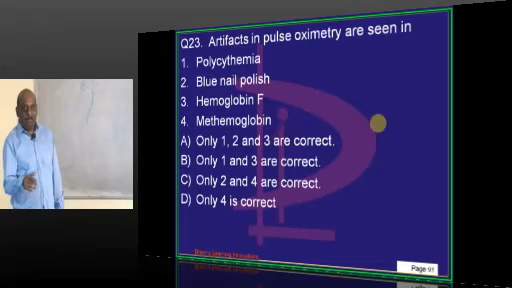 Q23. Artifacts in pulse oximetry are seen in
1. Polycythemia
2. Blue nail polish
3. Hemoglobin F
4. Methemoglobin
A) Only 1, 2 and 3 are correct.
B) Only 1 and 3 are correct.
C) Only 2 and 4 are correct.
D) Only 4 is correct
Page 91